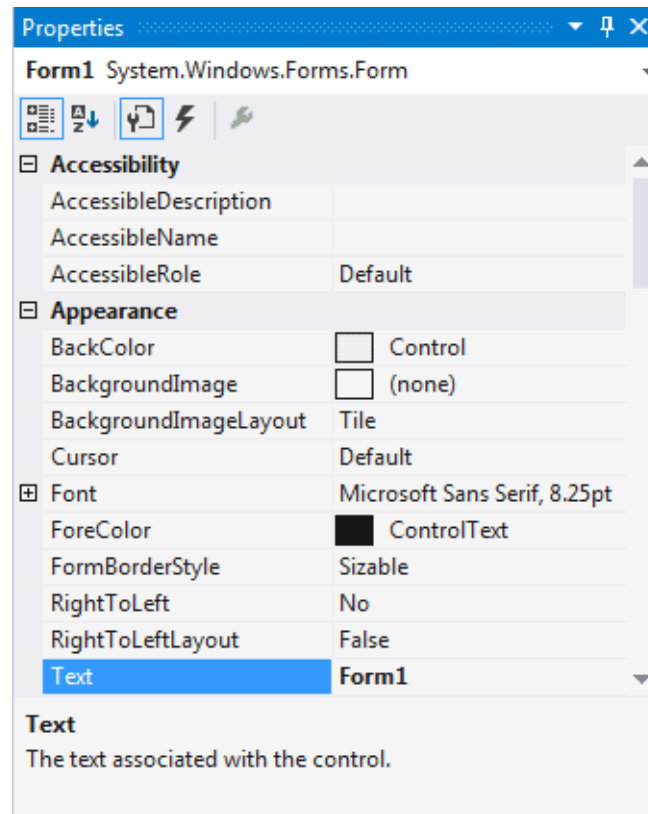 Properties
Form1 System.Windows.Forms.Form
Accessibility
AccessibleDescription
AccessibleName
AccessibleRole Default
Appearance
BackColor Control
BackgroundImage (none)
BackgroundImageLayout Tile
Cursor Default
Font Microsoft Sans Serif, 8.25pt
ForeColor ControlText
FormBorderStyle Sizable
RightToLeft No
RightToLeftLayout False
Text Form1
Text
The text associated with the control.